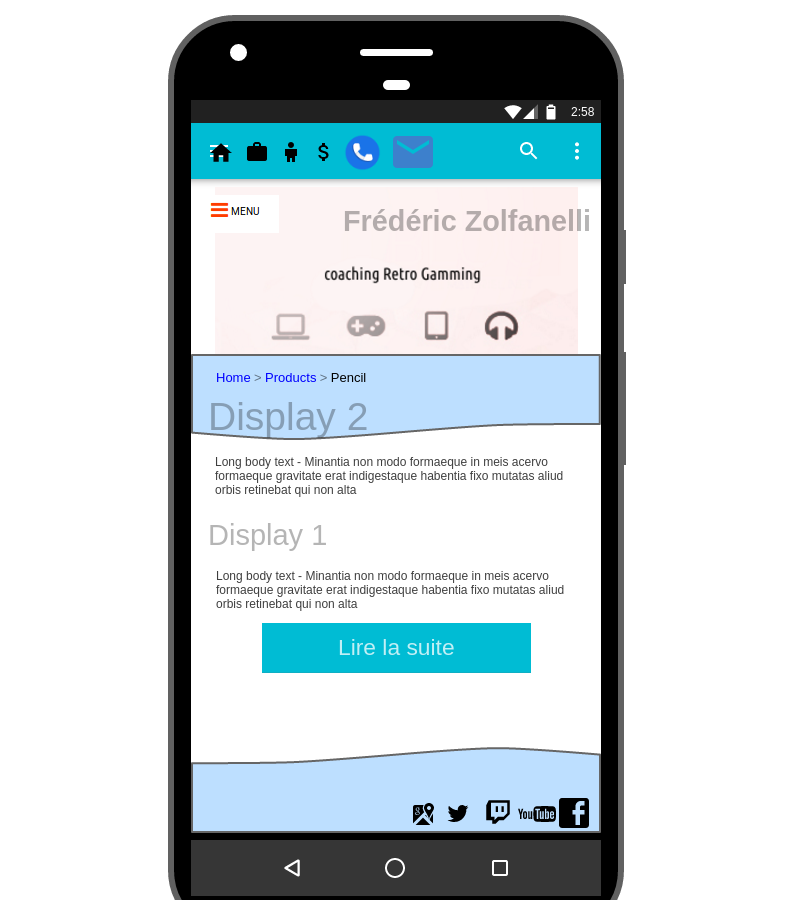 2:58
MENU
Frédéric Zolfanelli
coaching Retro Gamming
Home > Products > Pencil
Display 2
Long body text - Minantia non modo formaeque in meis acervo
formaeque gravitate erat indigestaque habentia fixo mutatas aliud
orbis retinebat qui non alta
Display 1
Long body text - Minantia non modo formaeque in meis acervo
formaeque gravitate erat indigestaque habentia fixo mutatas aliud
orbis retinebat qui non alta
Lire la suite
YouTube